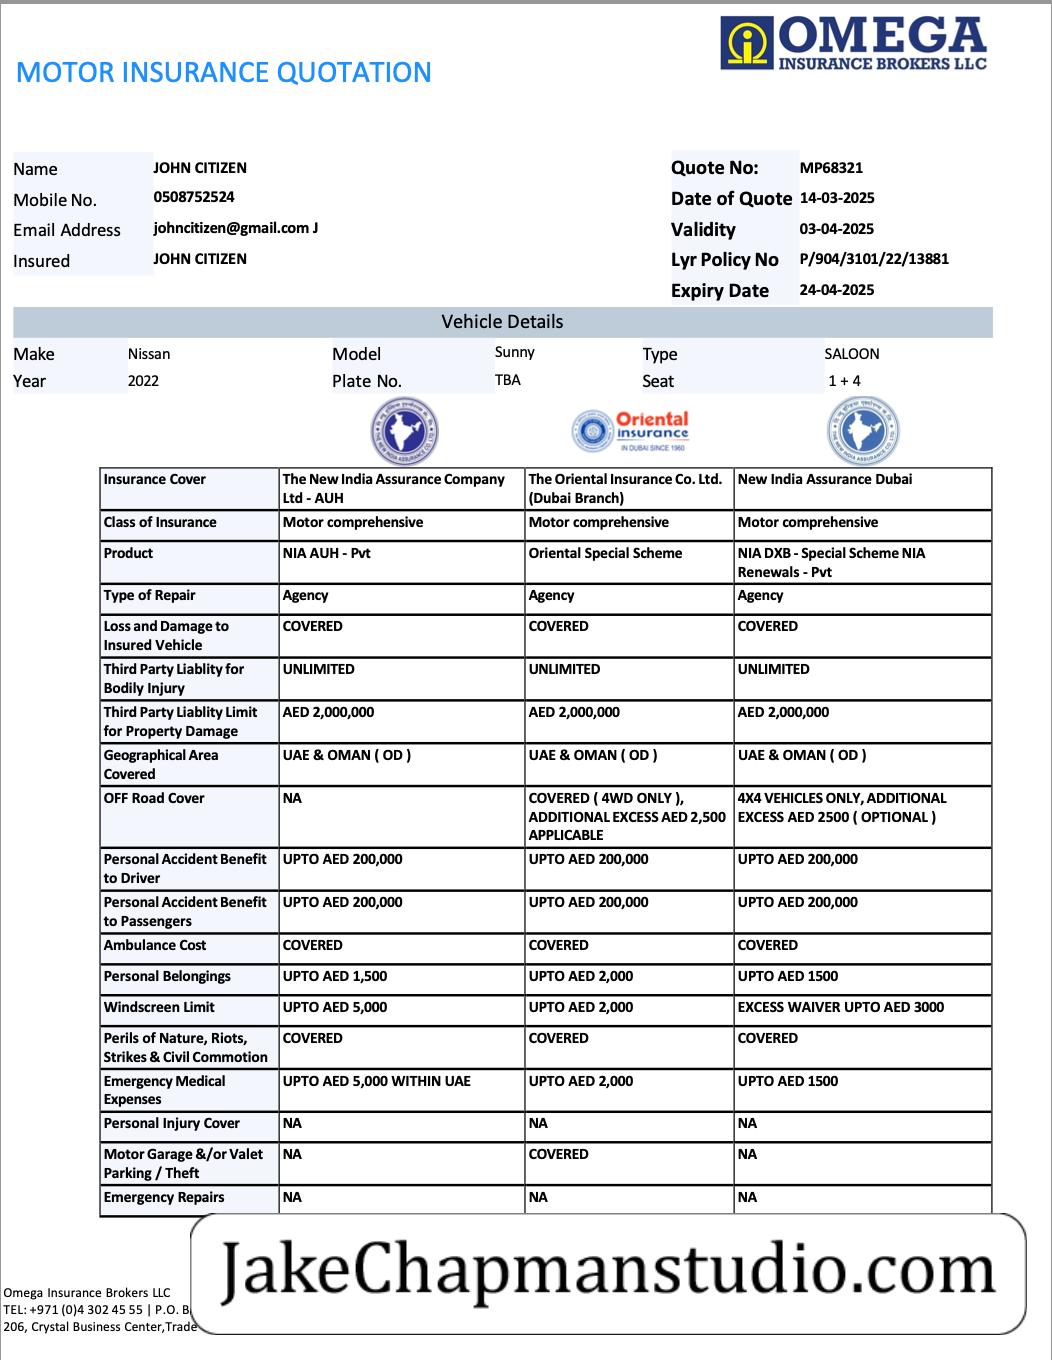 OMEGA
INSURANCE BROKERS LLC
MOTOR INSURANCE QUOTATION
Name JOHN CITIZEN
Mobile No. 0508752524
Email Address johncitizen@gmail.com J
Insured JOHN CITIZEN
Quote No: MP68321
Date of Quote 14-03-2025
Validity 03-04-2025
Lyr Policy No P/904/3101/22/13881
Expiry Date 24-04-2025
Vehicle Details
Make Nissan Model Sunny Type SALOON
Year 2022 Plate No. TBA Seat 1 + 4
Oriental
insurance
IN DUBAI SINCE 1960
Insurance Cover The New India Assurance Company Ltd - AUH The Oriental Insurance Co. Ltd. (Dubai Branch) New India Assurance Dubai
Class of Insurance Motor comprehensive Motor comprehensive Motor comprehensive
Product NIA AUH - Pvt Oriental Special Scheme NIA DXB - Special Scheme NIA Renewals - Pvt
Type of Repair Agency Agency Agency
Loss and Damage to Insured Vehicle COVERED COVERED COVERED
Third Party Liablity for Bodily Injury UNLIMITED UNLIMITED UNLIMITED
Third Party Liablity Limit for Property Damage AED 2,000,000 AED 2,000,000 AED 2,000,000
Geographical Area Covered UAE & OMAN ( OD ) UAE & OMAN ( OD ) UAE & OMAN ( OD )
OFF Road Cover NA COVERED ( 4WD ONLY ), ADDITIONAL EXCESS AED 2,500 APPLICABLE 4X4 VEHICLES ONLY, ADDITIONAL EXCESS AED 2500 ( OPTIONAL )
Personal Accident Benefit to Driver UPTO AED 200,000 UPTO AED 200,000 UPTO AED 200,000
Personal Accident Benefit to Passengers UPTO AED 200,000 UPTO AED 200,000 UPTO AED 200,000
Ambulance Cost COVERED COVERED COVERED
Personal Belongings UPTO AED 1,500 UPTO AED 2,000 UPTO AED 1500
Windscreen Limit UPTO AED 5,000 UPTO AED 2,000 EXCESS WAIVER UPTO AED 3000
Perils of Nature, Riots, Strikes & Civil Commotion COVERED COVERED COVERED
Emergency Medical Expenses UPTO AED 5,000 WITHIN UAE UPTO AED 2,000 UPTO AED 1500
Personal Injury Cover NA NA NA
Motor Garage &/or Valet Parking / Theft NA COVERED NA
Emergency Repairs NA NA NA
JakeChapmanstudio.com
Omega Insurance Brokers LLC
TEL: +971 (0)4 302 45 55 | P.O.
206, Crystal Business Center,Trade